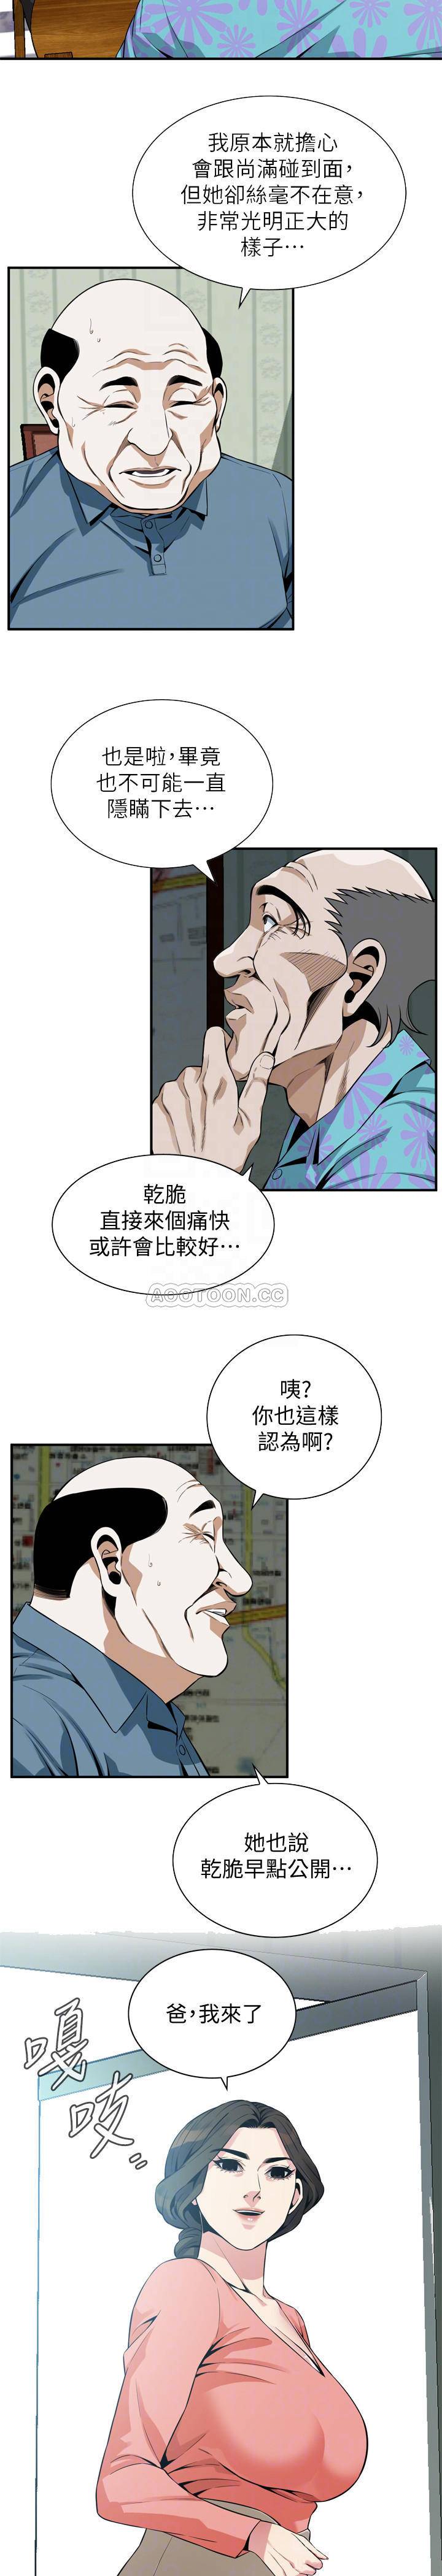 我原本就擔心
會跟尚滿碰到面，
但她卻絲毫不在意，
非常光明正大的
樣子⋯
也是啦，畢竟
也不可能一直
隱瞞下去⋯
乾脆
直接來個痛快
或許會比較好⋯
AOOTOON.CC
咦?
你也這樣
認為啊?
她也說
乾脆早點公開⋯
爸，我來了
嘎吱